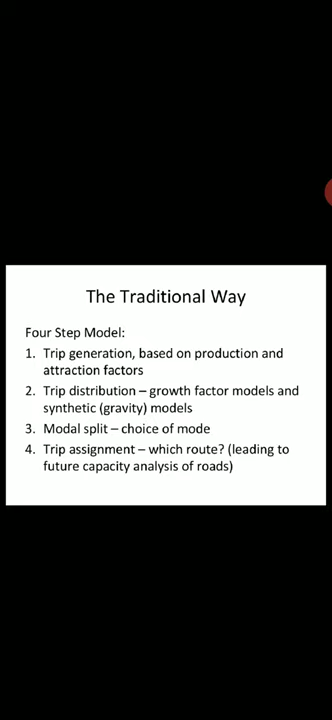 The Traditional Way
Four Step Model:
1. Trip generation, based on production and
attraction factors
2. Trip distribution – growth factor models and
synthetic (gravity) models
3. Modal split – choice of mode
4. Trip assignment – which route? (leading to
future capacity analysis of roads)